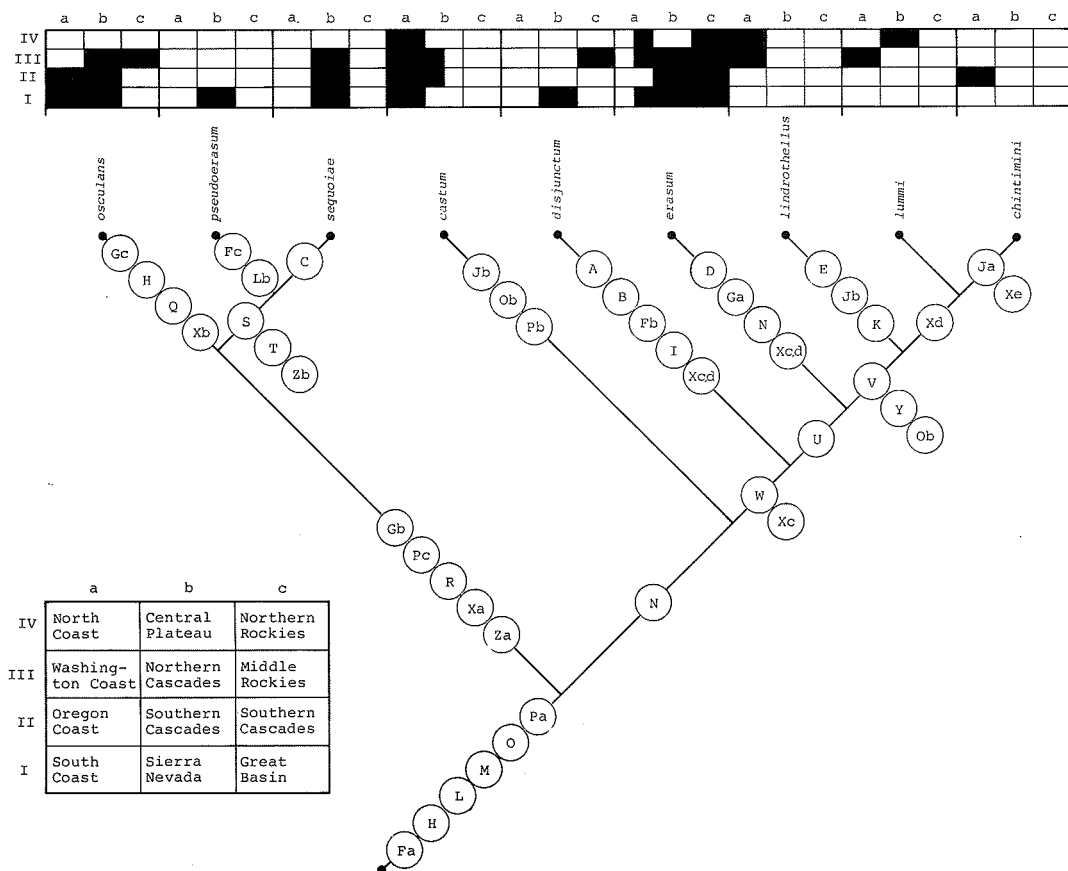 a b c a b c a b c a b c a b c a b c a b c a b c a b c
IV
III
II
I
osculans
pseudoerasum
sequoiae
castum
disjunctum
erasum
lindrothellus
lummi
chintimini
Gc
H
Q
Xb
Fc
Lb
C
S
T
Zb
Jb
Ob
Pb
A
B
Fb
I
Xc,d
D
Ga
N
Xc,d
E
Jb
K
Ja
Xe
Xd
V
Y
Ob
U
W
Xc
N
Gb
Pc
R
Xa
Za
Pa
O
M
L
H
Fa
a b c
IV North Coast Central Plateau Northern Rockies
III Washing-ton Coast Northern Cascades Middle Rockies
II Oregon Coast Southern Cascades Southern Cascades
I South Coast Sierra Nevada Great Basin